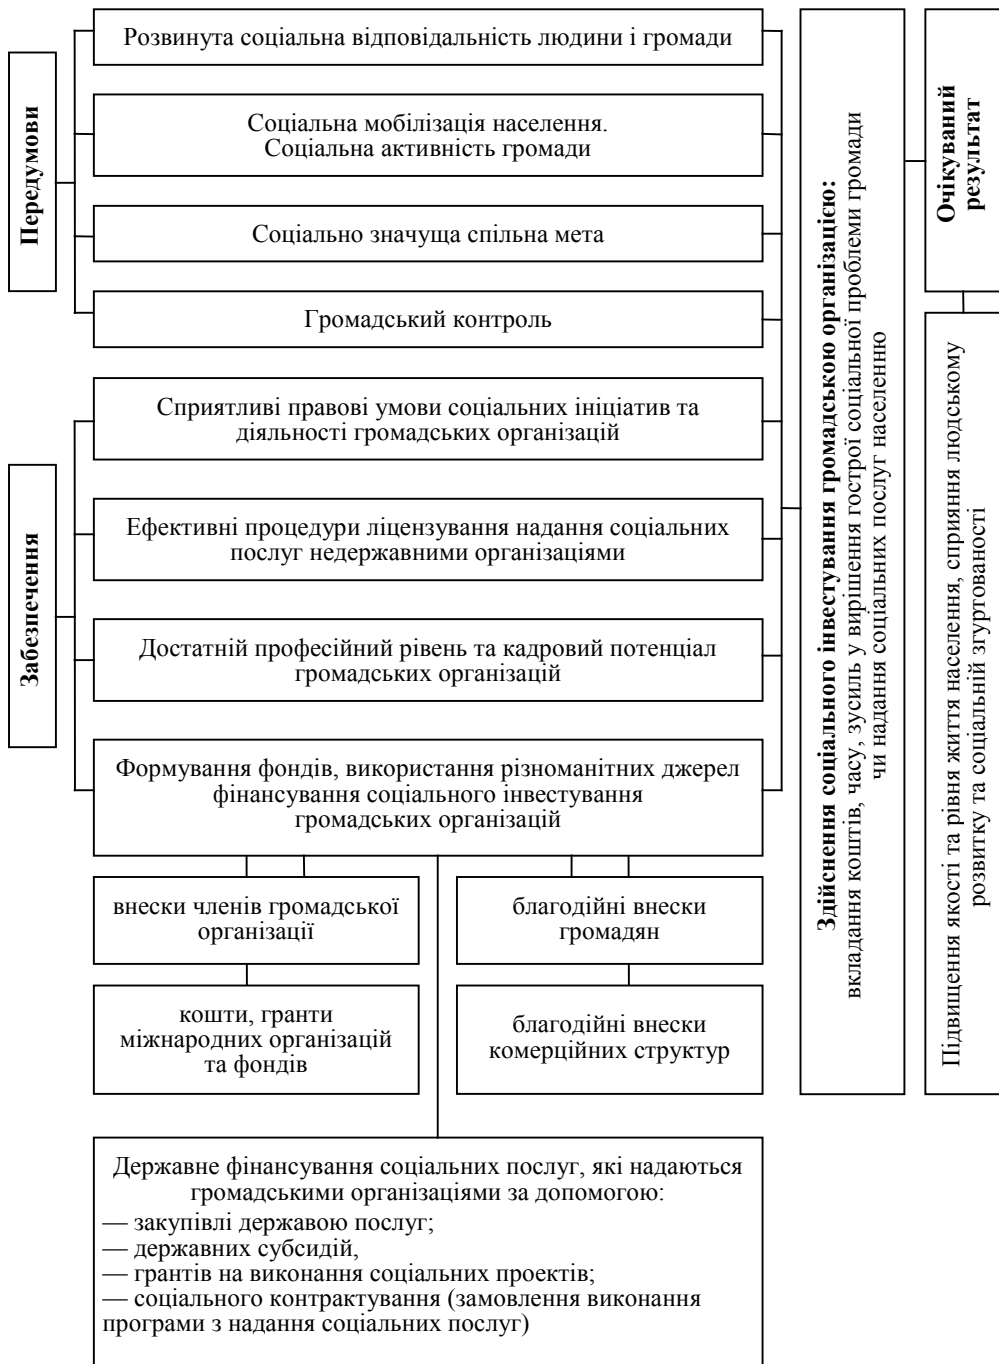 Передумови
Розвинута соціальна відповідальність людини і громади
Соціальна мобілізація населення.
Соціальна активність громади
Соціально значуща спільна мета
Громадський контроль
Забезпечення
Сприятливі правові умови соціальних ініціатив та
діяльності громадських організацій
Ефективні процедури ліцензування надання соціальних
послуг недержавними організаціями
Достатній професійний рівень та кадровий потенціал
громадських організацій
Формування фондів, використання різноманітних джерел
фінансування соціального інвестування
громадських організацій
внески членів громадської
організації
благодійні внески
громадян
кошти, гранти
міжнародних організацій
та фондів
благодійні внески
комерційних структур
Державне фінансування соціальних послуг, які надаються
громадськими організаціями за допомогою:
— закупівлі державою послуг;
— державних субсидій,
— грантів на виконання соціальних проектів;
— соціального контрактування (замовлення виконання
програми з надання соціальних послуг)
Здійснення соціального інвестування громадською організацією:
вкладання коштів, часу, зусиль у вирішення гострої соціальної проблеми громади
чи надання соціальних послуг населенню
Очікуваний
результат
Підвищення якості та рівня життя населення, сприяння людському
розвитку та соціальній згуртованості